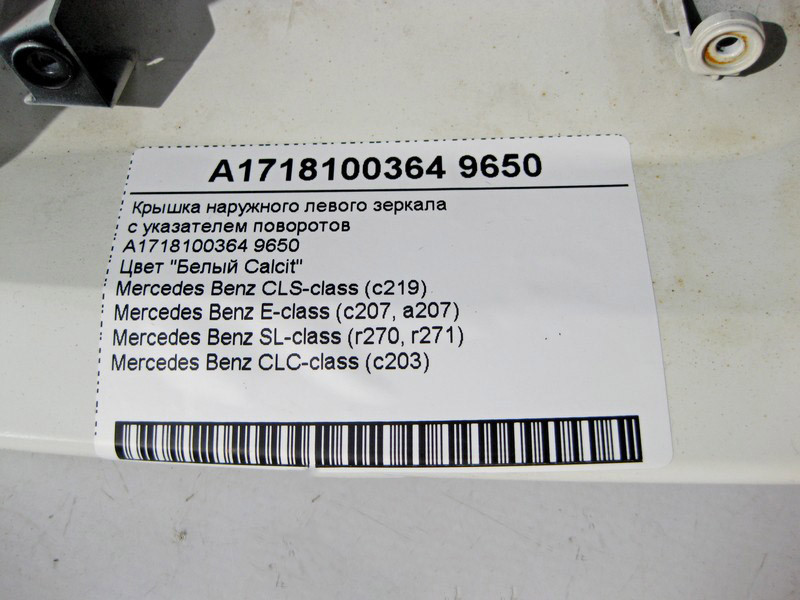 A1718100364 9650
Крышка наружного левого зеркала
с указателем поворотов
A1718100364 9650
Цвет "Белый Calcit"
Mercedes Benz CLS-class (c219)
Mercedes Benz E-class (c207, a207)
Mercedes Benz SL-class (r270, r271)
Mercedes Benz CLC-class (c203)